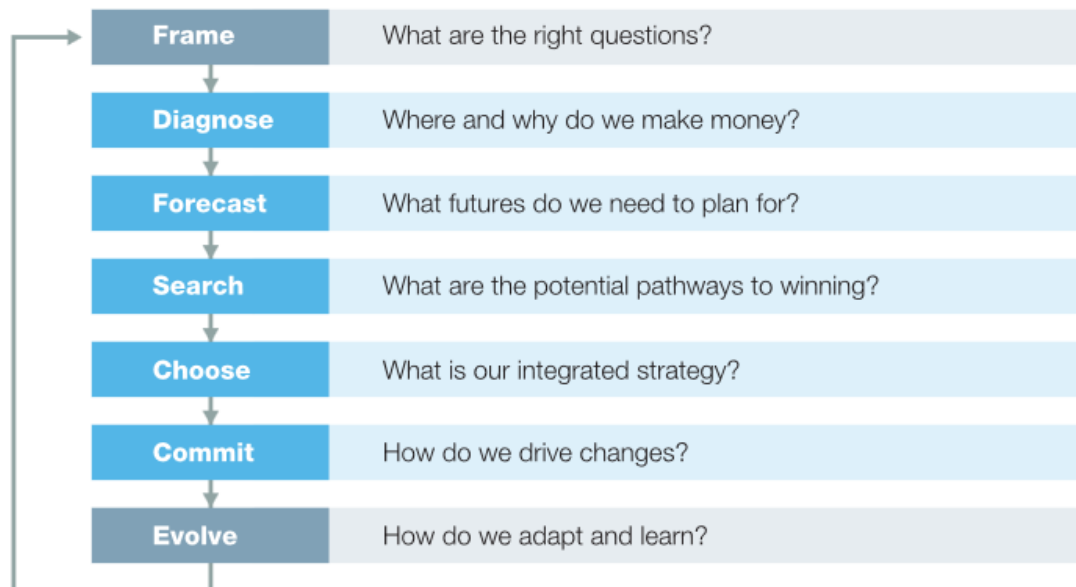 Frame What are the right questions?
Diagnose Where and why do we make money?
Forecast What futures do we need to plan for?
Search What are the potential pathways to winning?
Choose What is our integrated strategy?
Commit How do we drive changes?
Evolve How do we adapt and learn?